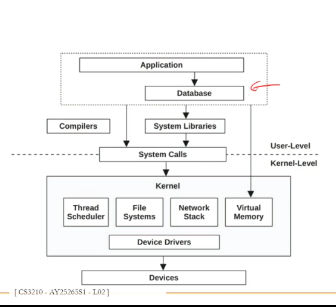 Application
Database
Compilers
System Libraries
User-Level
System Calls
Kernel-Level
Kernel
Thread
Scheduler
File
Systems
Network
Stack
Virtual
Memory
Device Drivers
Devices
[ CS3210 - AY2526S1 - L02 ]